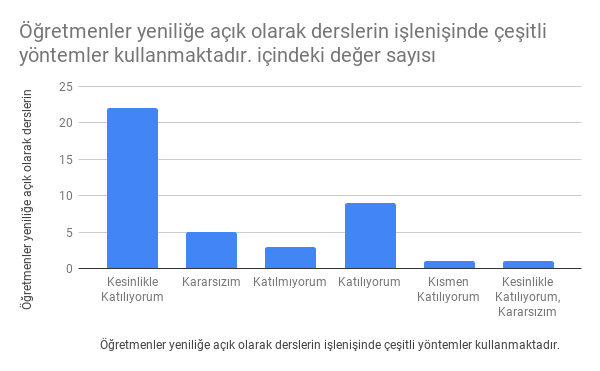 Öğretmenler yeniliğe açık olarak derslerin işlenişinde çeşitli
yöntemler kullanmaktadır. içindeki değer sayısı
Öğretmenler yeniliğe açık olarak derslerin
25
20
15
10
5
0
Kesinlikle
Katılıyorum
Kararsızım
Katılmıyorum
Katılıyorum
Kısmen
Katılıyorum
Kesinlikle
Katılıyorum,
Kararsızım
Öğretmenler yeniliğe açık olarak derslerin işlenişinde çeşitli yöntemler kullanmaktadır.